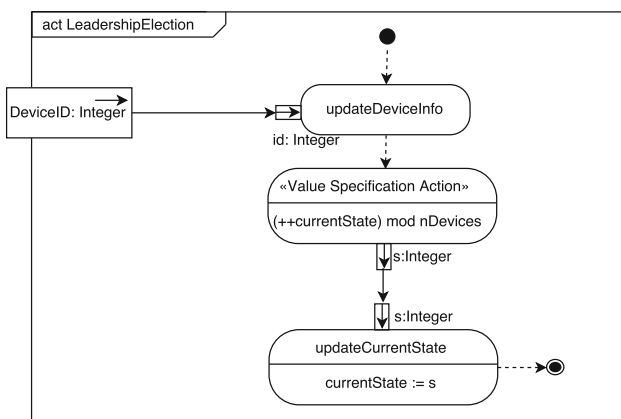 act LeadershipElection
DeviceID: Integer
updateDeviceInfo
id: Integer
«Value Specification Action»
(++currentState) mod nDevices
s:Integer
s:Integer
updateCurrentState
currentState := s